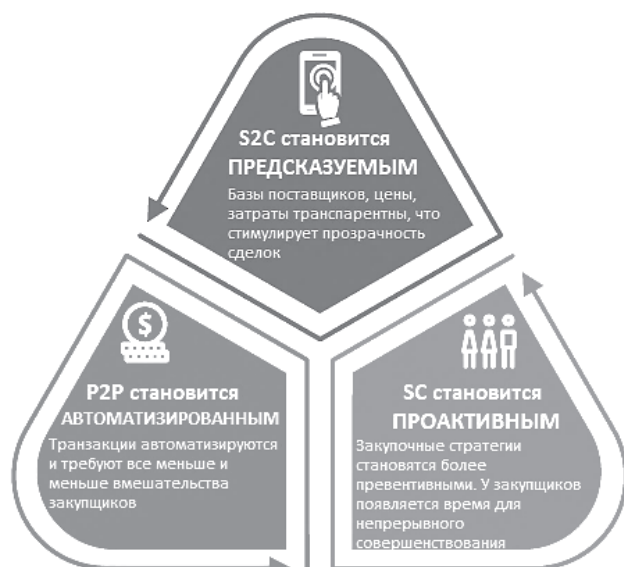 S2C становится
ПРЕДСКАЗУЕМЫМ
Базы поставщиков, цены,
затраты транспарентны, что
стимулирует прозрачность
сделок
$
P2P становится
АВТОМАТИЗИРОВАННЫМ
Транзакции автоматизируются
и требуют все меньше и
меньше вмешательства
закупщиков
SC становится
ПРОАКТИВНЫМ
Закупочные стратегии
становятся более
превентивными. У закупщиков
появляется время для
непрерывного
совершенствования